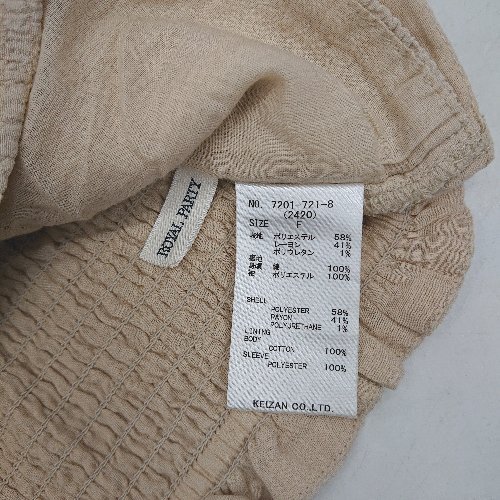 ROYAL PARTY
NO. 7201-721-8
(2420)
SIZE F
表地 ポリエステル 58%
レーヨン 41%
ポリウレタン 1%
裏地
身頃 綿 100%
袖 ポリエステル 100%
SHELL
POLYESTER 58%
RAYON 41%
POLYURETHANE 1%
LINING
BODY
COTTON 100%
SLEEVE
POLYESTER 100%
KEIZAN CO.,LTD.